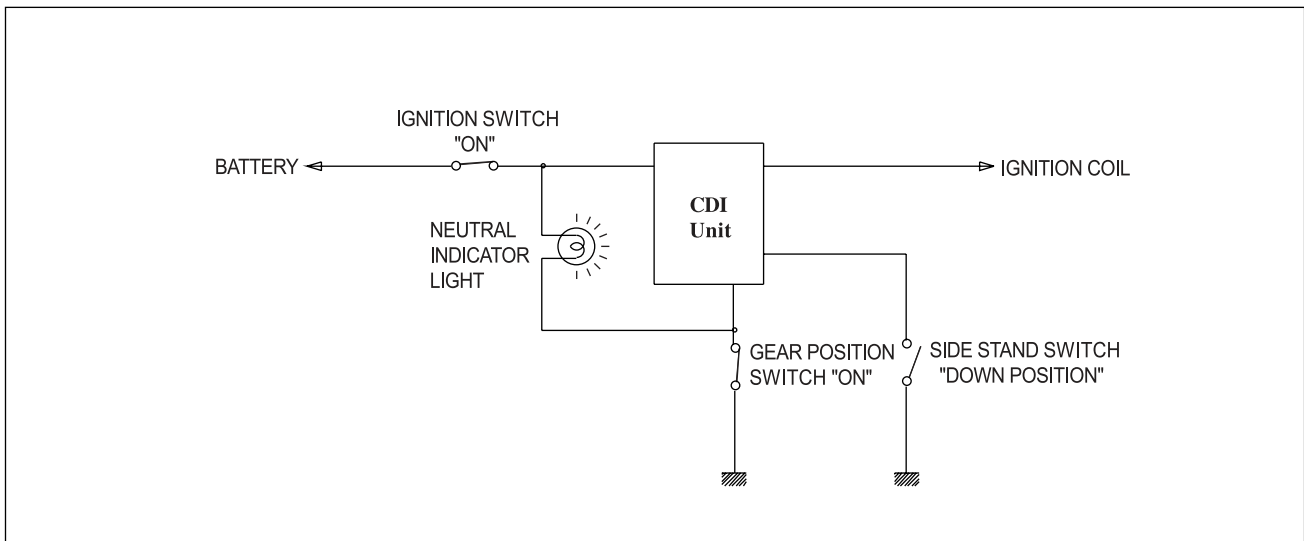 IGNITION SWITCH
"ON"
BATTERY
IGNITION COIL
CDI
Unit
NEUTRAL
INDICATOR
LIGHT
GEAR POSITION
SWITCH "ON"
SIDE STAND SWITCH
"DOWN POSITION"